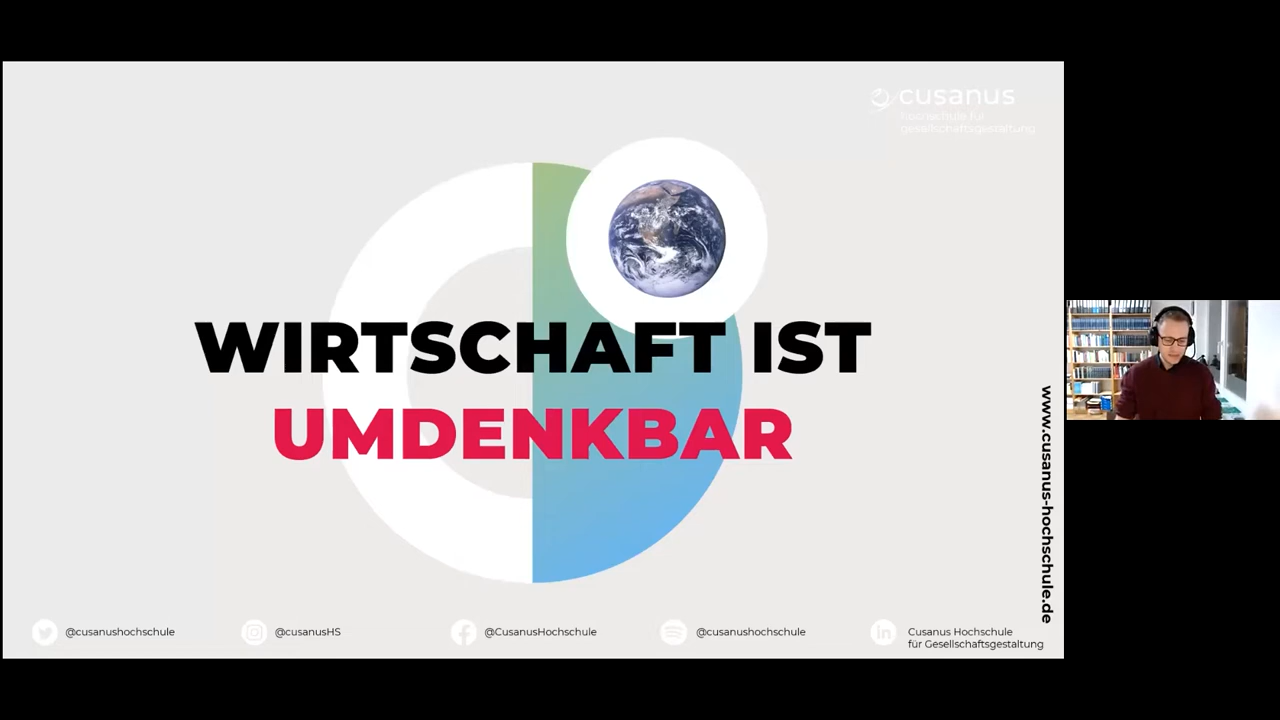 cusanus
hochschule für
gesellschaftsgestaltung
WIRTSCHAFT IST
UMDENKBAR
www.cusanus-hochschule.de
@cusanushochschule
@cusanusHS
@CusanusHochschule
@cusanushochschule
Cusanus Hochschule
für Gesellschaftsgestaltung